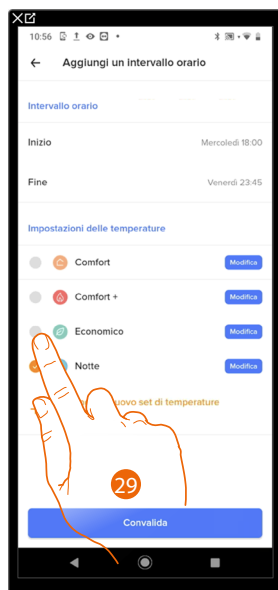 10:56
Aggiungi un intervallo orario
Intervallo orario
Inizio Mercoledì 18:00
Fine Venerdì 23:45
Impostazioni delle temperature
Comfort Modifica
Comfort + Modifica
Economico Modifica
Notte Modifica
uovo set di temperature
29
Convalida